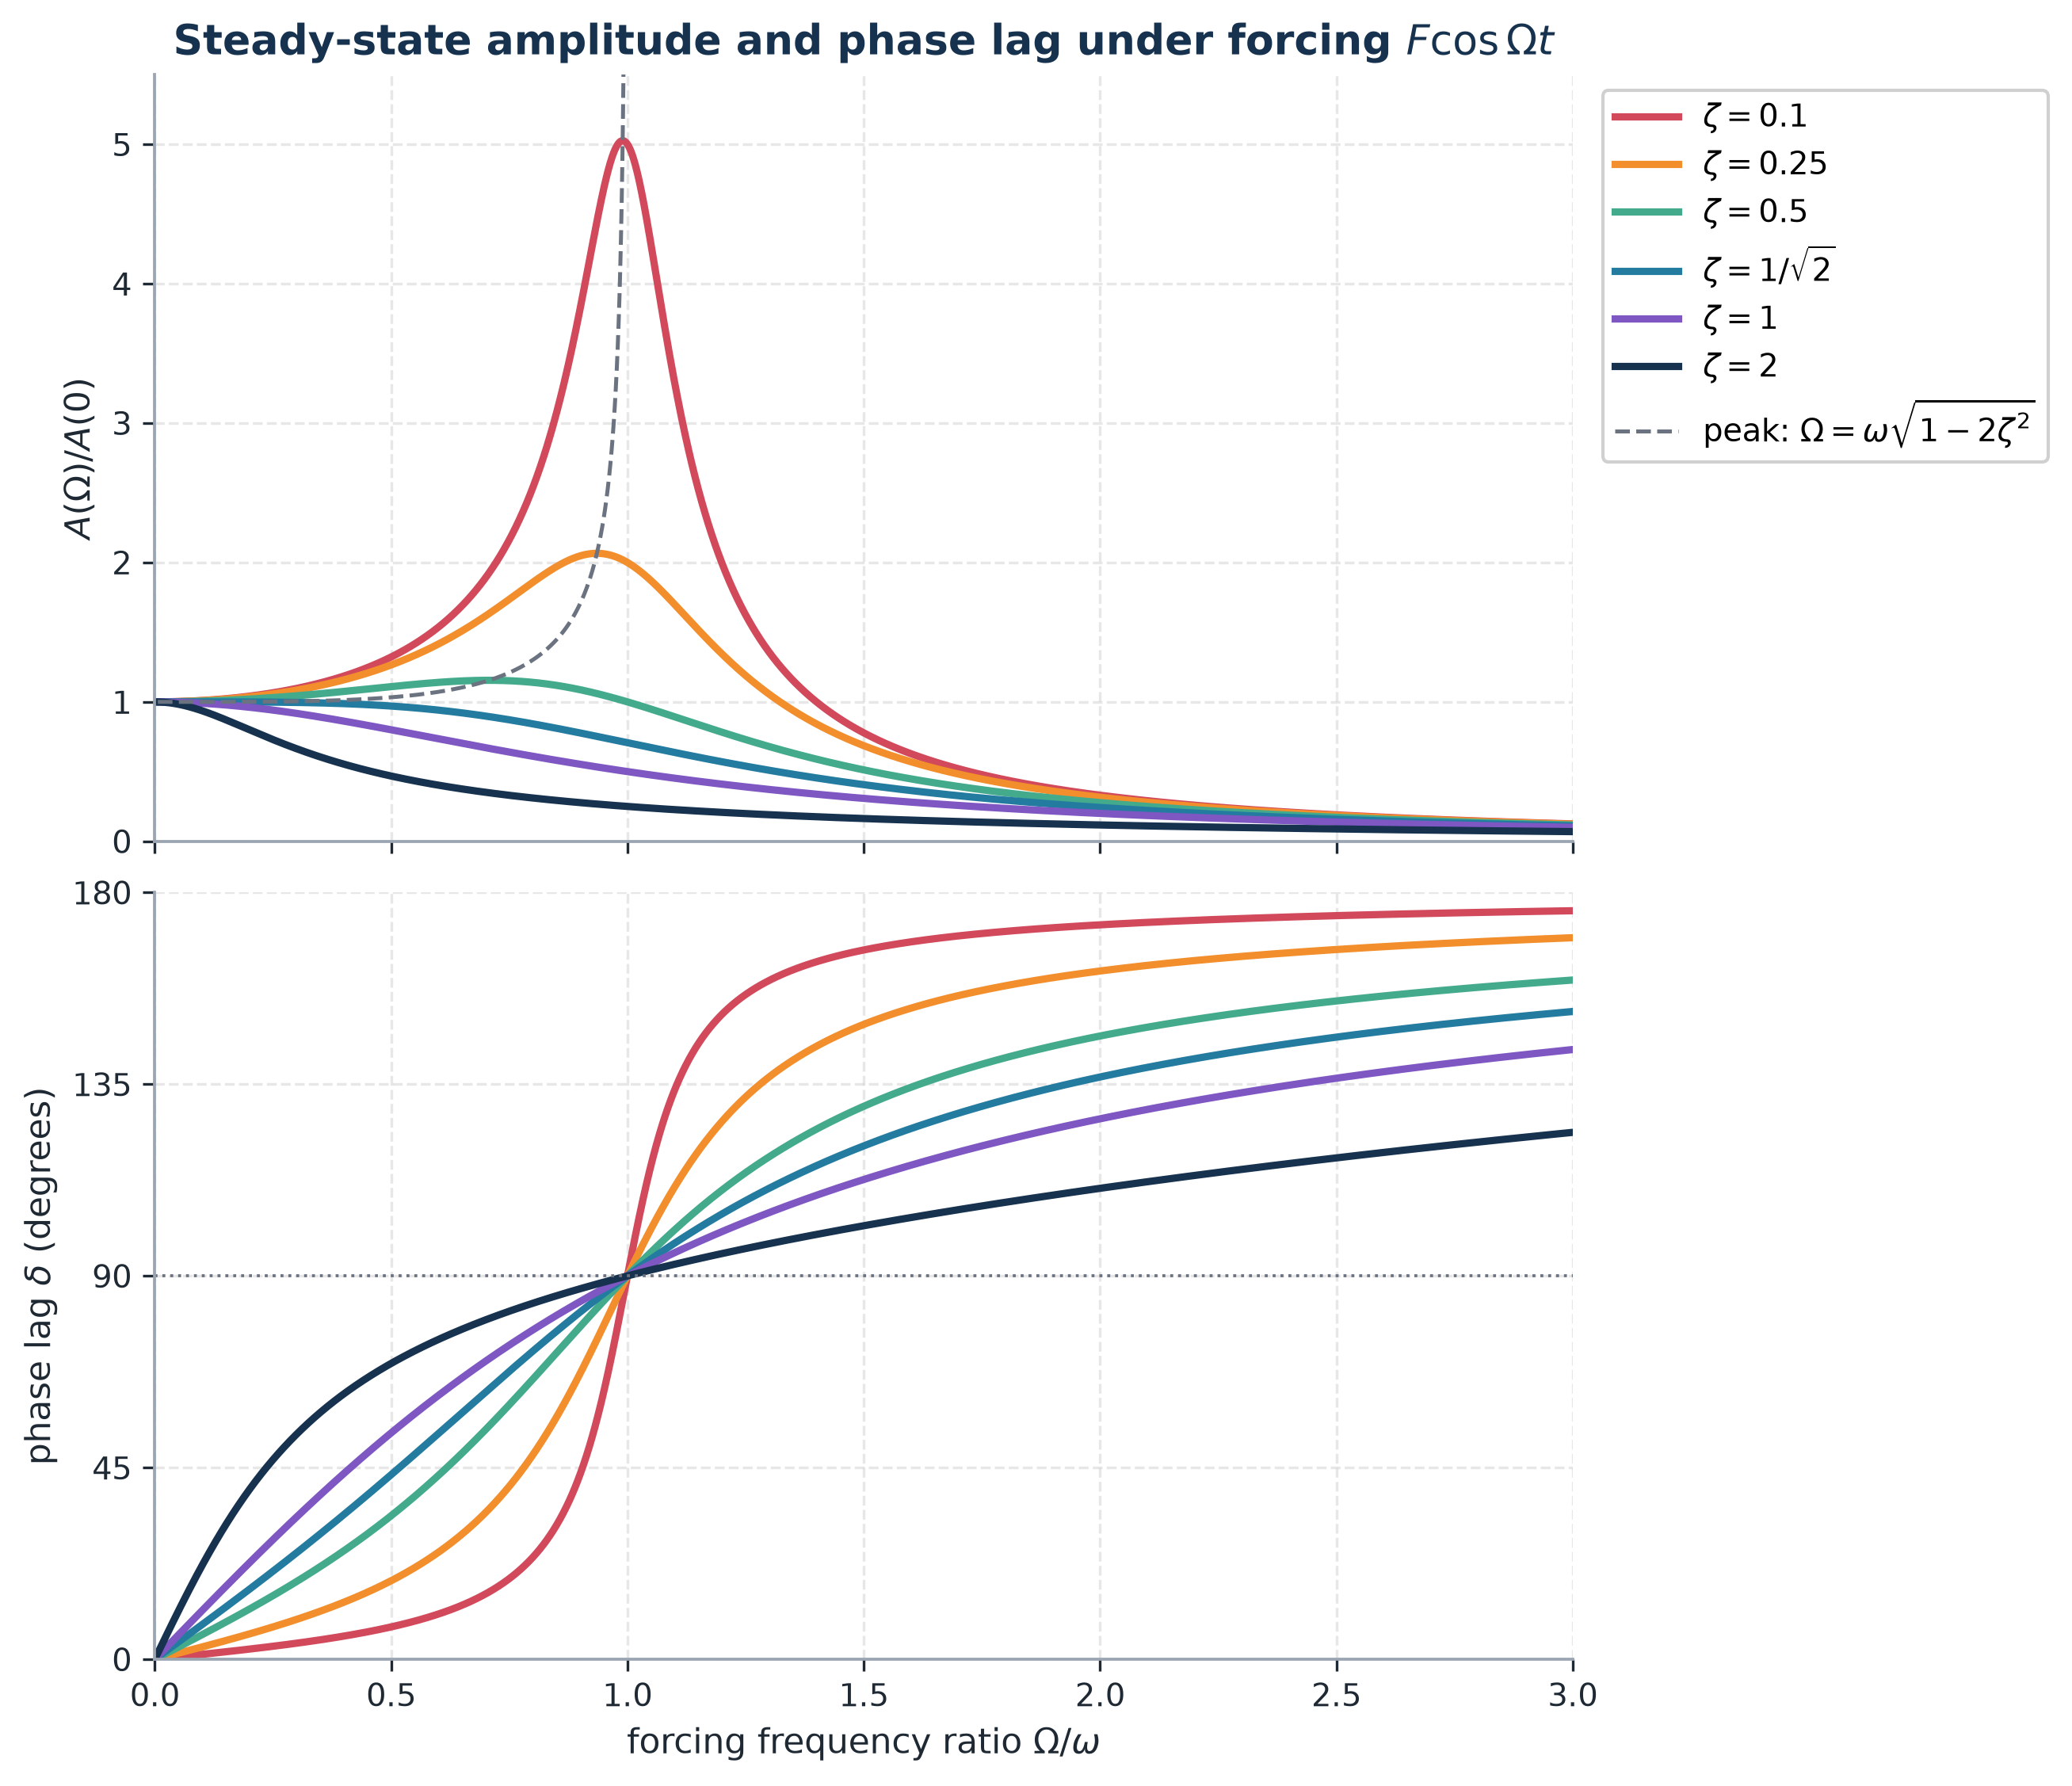 Steady-state amplitude and phase lag under forcing F cos Ωt
A(Ω)/A(0)
5
4
3
2
1
0
ζ = 0.1
ζ = 0.25
ζ = 0.5
ζ = 1/√2
ζ = 1
ζ = 2
peak: Ω = ω√1 − 2ζ²
phase lag δ (degrees)
180
135
90
45
0
0.0 0.5 1.0 1.5 2.0 2.5 3.0
forcing frequency ratio Ω/ω